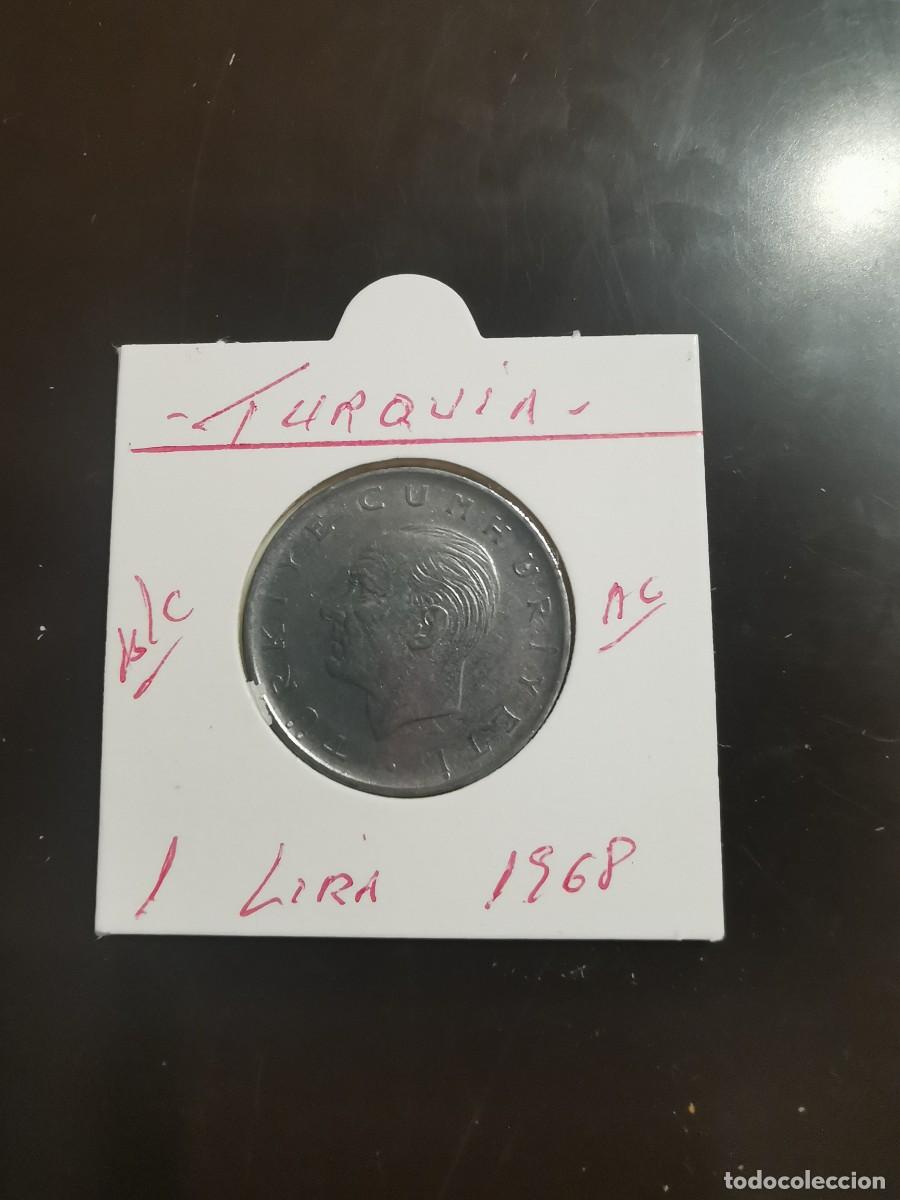 -TURQUIA-
TÜRKİYE CUMHURİYETİ
AC
1 LIRA 1968
todocoleccion